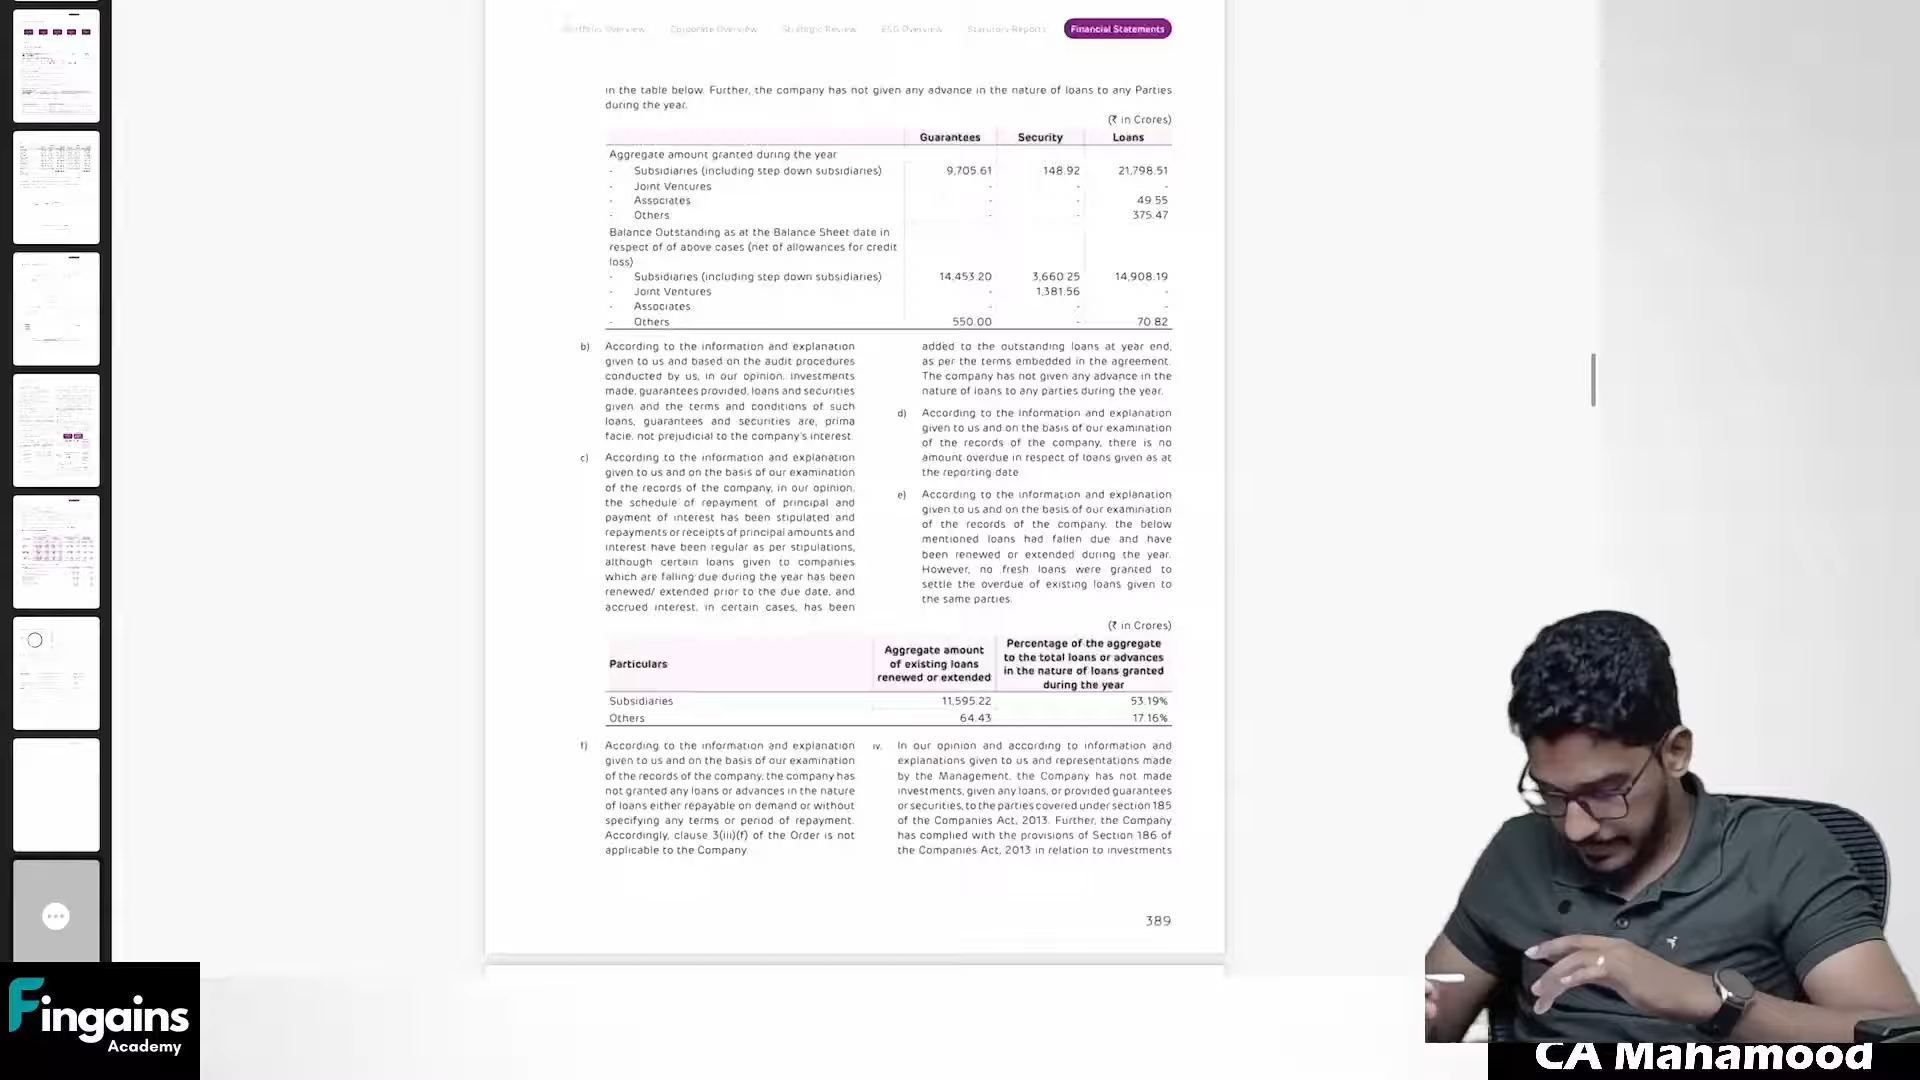 Portfolio Overview Corporate Overview Strategic Review ESG Overview Statutory Reports Financial Statements
in the table below. Further, the company has not given any advance in the nature of loans to any Parties
during the year.
(₹ in Crores)
Guarantees Security Loans
Aggregate amount granted during the year
- Subsidiaries (including step down subsidiaries) 9,705.61 148.92 21,798.51
- Joint Ventures - - -
- Associates - - 49.55
- Others - - 375.47
Balance Outstanding as at the Balance Sheet date in
respect of of above cases (net of allowances for credit
loss)
- Subsidiaries (including step down subsidiaries) 14,453.20 3,660.25 14,908.19
- Joint Ventures - 1,381.56 -
- Associates - - -
- Others 550.00 - 70.82
b) According to the information and explanation
given to us and based on the audit procedures
conducted by us, in our opinion, investments
made, guarantees provided, loans and securities
given and the terms and conditions of such
loans, guarantees and securities are, prima
facie, not prejudicial to the company's interest.
c) According to the information and explanation
given to us and on the basis of our examination
of the records of the company, in our opinion,
the schedule of repayment of principal and
payment of interest has been stipulated and
repayments or receipts of principal amounts and
interest have been regular as per stipulations,
although certain loans given to companies
which are falling due during the year has been
renewed/ extended prior to the due date, and
accrued interest, in certain cases, has been
added to the outstanding loans at year end,
as per the terms embedded in the agreement.
The company has not given any advance in the
nature of loans to any parties during the year.
d) According to the information and explanation
given to us and on the basis of our examination
of the records of the company, there is no
amount overdue in respect of loans given as at
the reporting date
e) According to the information and explanation
given to us and on the basis of our examination
of the records of the company, the below
mentioned loans had fallen due and have
been renewed or extended during the year.
However, no fresh loans were granted to
settle the overdue of existing loans given to
the same parties.
(₹ in Crores)
Particulars
Aggregate amount
of existing loans
renewed or extended
Percentage of the aggregate
to the total loans or advances
in the nature of loans granted
during the year
Subsidiaries 11,595.22 53.19%
Others 64.43 17.16%
f) According to the information and explanation
given to us and on the basis of our examination
of the records of the company, the company has
not granted any loans or advances in the nature
of loans either repayable on demand or without
specifying any terms or period of repayment.
Accordingly, clause 3(iii)(f) of the Order is not
applicable to the Company.
iv. In our opinion and according to information and
explanations given to us and representations made
by the Management, the Company has not made
investments, given any loans, or provided guarantees
or securities, to the parties covered under section 185
of the Companies Act, 2013. Further, the Company
has complied with the provisions of Section 186 of
the Companies Act, 2013 in relation to investments
389
Fingains
Academy
CA Mahamood